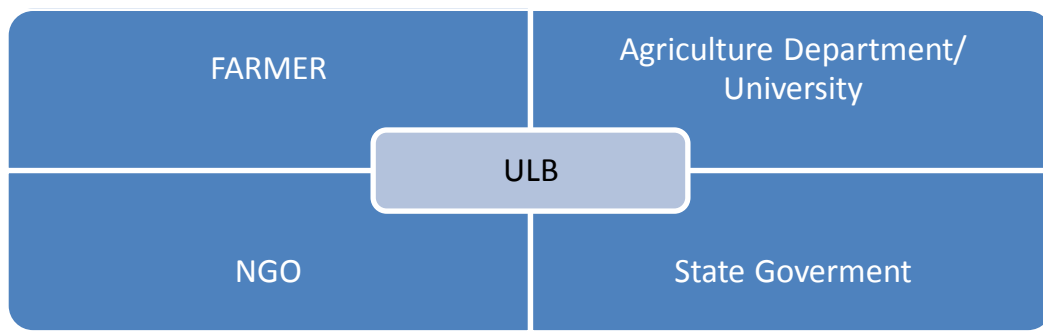 FARMER
Agriculture Department/
University
ULB
NGO
State Goverment